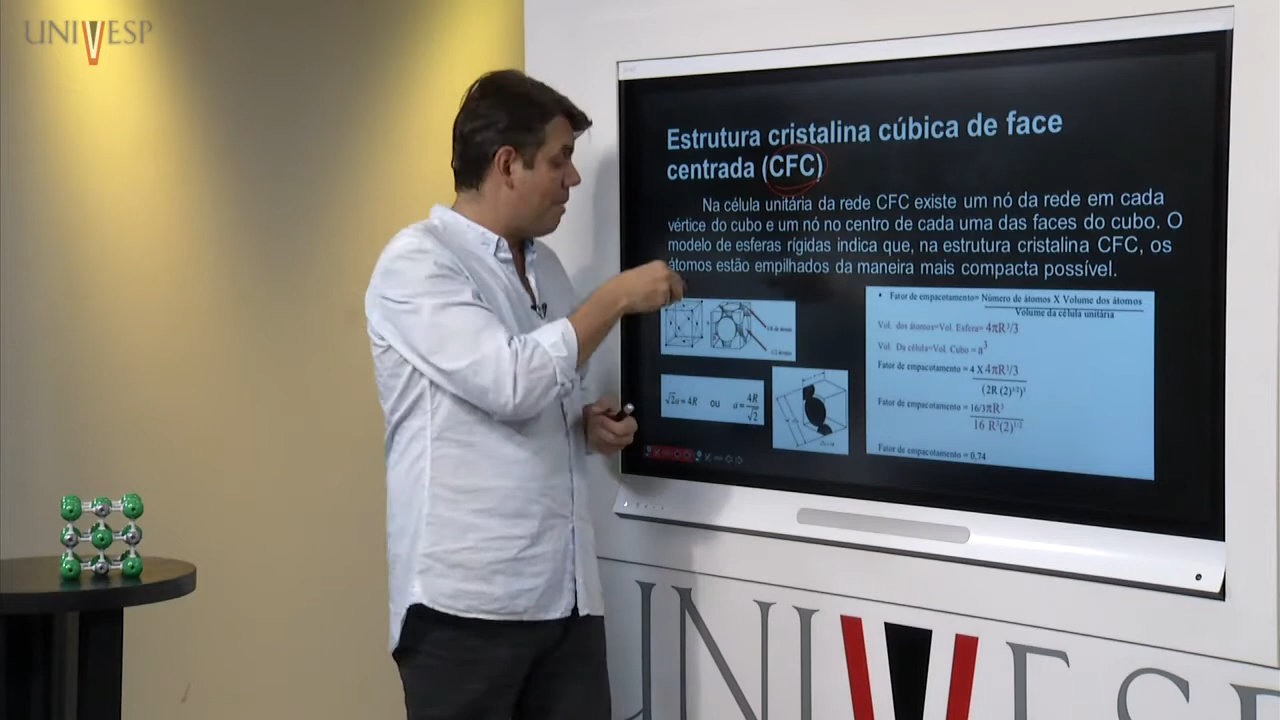 UNIVESP
Estrutura cristalina cúbica de face
centrada (CFC)
Na célula unitária da rede CFC existe um nó da rede em cada
vértice do cubo e um nó no centro de cada uma das faces do cubo. O
modelo de esferas rígidas indica que, na estrutura cristalina CFC, os
átomos estão empilhados da maneira mais compacta possível.
√2a = 4R ou a = 4R/√2
• Fator de empacotamento= Número de átomos X Volume dos átomos
Volume da célula unitária
Vol. dos átomos=Vol. Esfera= 4πR³/3
Vol. Da célula=Vol. Cubo = a³
Fator de empacotamento = 4 X 4πR³/3
(2R (2)¹/²)³
Fator de empacotamento = 16/3πR³
16 R³(2)¹/²
Fator de empacotamento = 0,74
UNIVESP